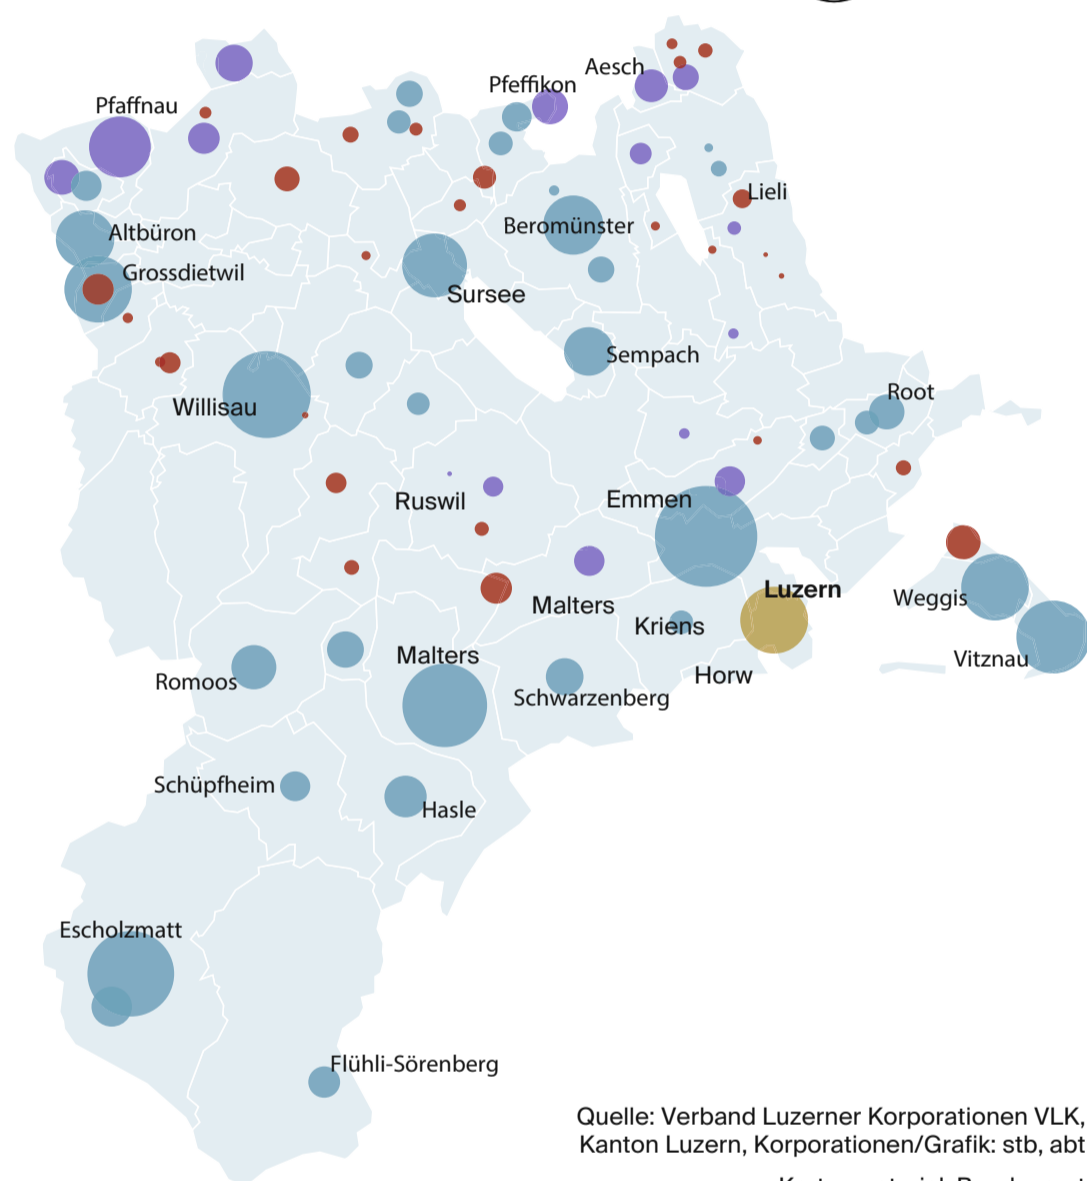 Aesch
Pfeffikon
Pfaffnau
Lieli
Beromünster
Altbüron
Grossdietwil
Sursee
Sempach
Root
Willisau
Ruswil
Emmen
Luzern
Weggis
Malters
Kriens
Malters
Vitznau
Horw
Romoos
Schwarzenberg
Schüpfheim
Hasle
Escholzmatt
Flühli-Sörenberg
Quelle: Verband Luzerner Korporationen VLK,
Kanton Luzern, Korporationen/Grafik: stb, abt